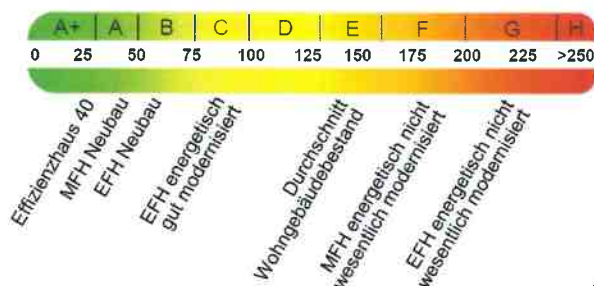 A+ A B C D E F G H
0 25 50 75 100 125 150 175 200 225 >250
Effizienzhaus 40
MFH Neubau
EFH Neubau
EFH energetisch
gut modernisiert
Durchschnitt
Wohngebäudebestand
MFH energetisch nicht
wesentlich modernisiert
EFH energetisch nicht
wesentlich modernisiert